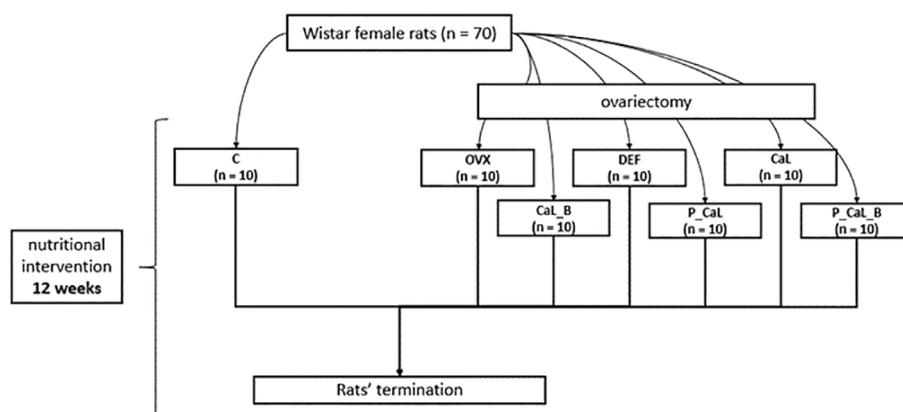 Wistar female rats (n = 70)
ovariectomy
C
(n = 10)
OVX
(n = 10)
DEF
(n = 10)
CaL
(n = 10)
CaL_B
(n = 10)
P_CaL
(n = 10)
P_CaL_B
(n = 10)
nutritional
intervention
12 weeks
Rats' termination